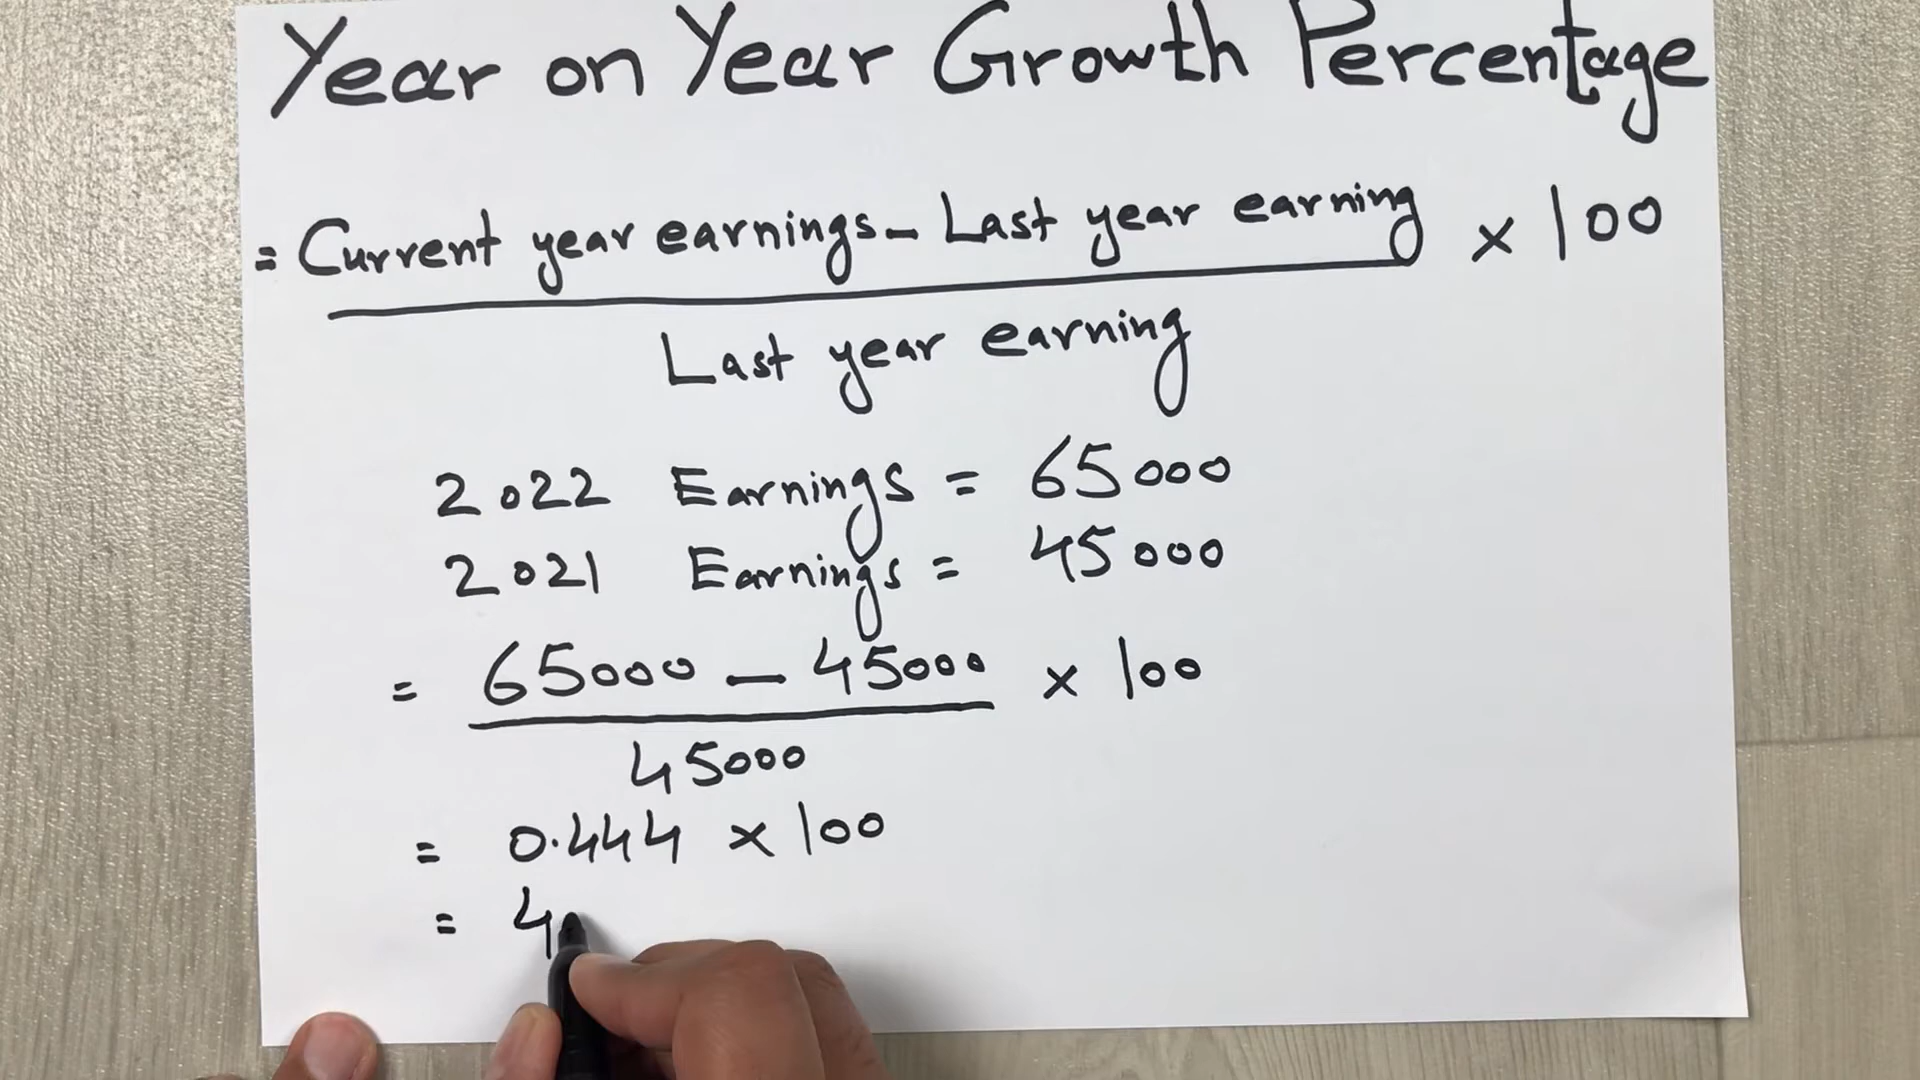 Year on Year Growth Percentage
= Current year earnings - Last year earning × 100
Last year earning
2022 Earnings = 65000
2021 Earnings = 45000
= 65000 - 45000 × 100
45000
= 0.444 × 100
= 4